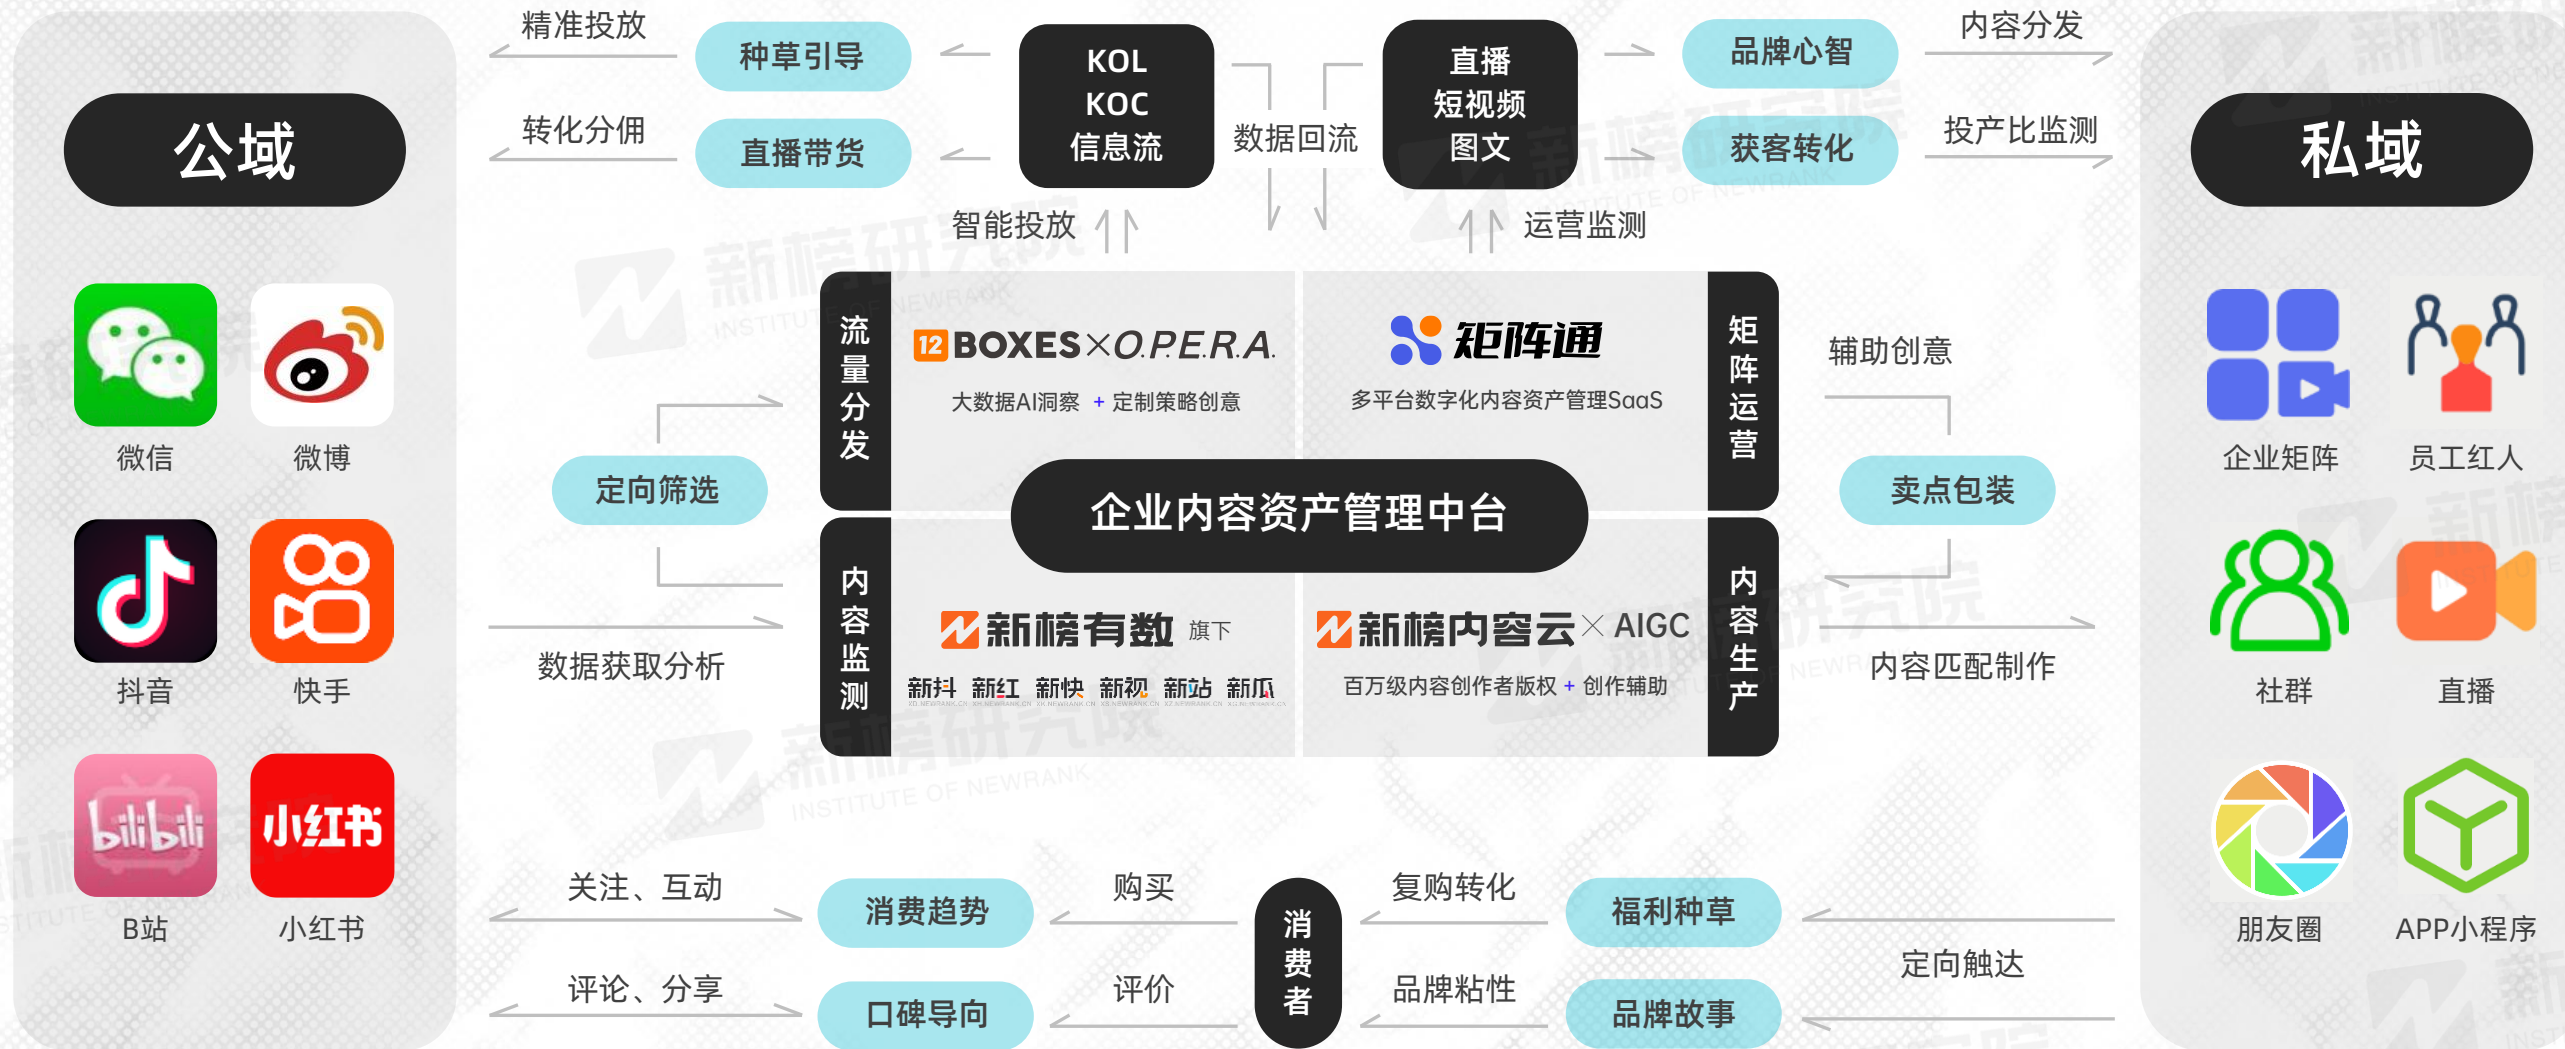 公域
微信
微博
抖音
快手
bilibili
小红书
B站
小红书
精准投放
种草引导
转化分佣
直播带货
KOL
KOC
信息流
数据回流
直播
短视频
图文
品牌心智
内容分发
获客转化
投产比监测
智能投放
运营监测
流量分发
12 BOXES×O.P.E.R.A.
大数据AI洞察 + 定制策略创意
矩阵通
多平台数字化内容资产管理SaaS
矩阵运营
企业内容资产管理中台
内容监测
新榜有数 旗下
新抖 新红 新快 新视 新站 新瓜
新榜内容云×AIGC
百万级内容创作者版权 + 创作辅助
内容生产
定向筛选
数据获取分析
辅助创意
卖点包装
内容匹配制作
关注、互动
消费趋势
购买
评论、分享
口碑导向
评价
消费者
复购转化
福利种草
品牌粘性
品牌故事
定向触达
私域
企业矩阵
员工红人
社群
直播
朋友圈
APP小程序
新榜研究院
INSTITUTE OF NEWRANK